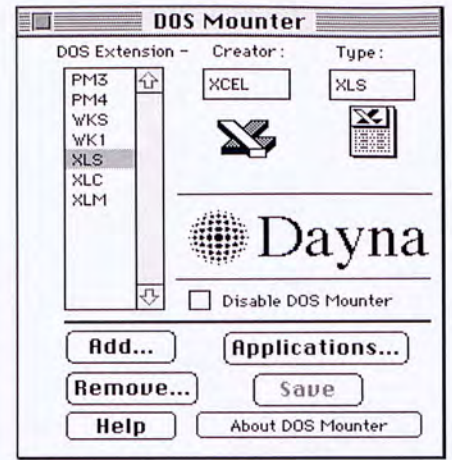 DOS Mounter
DOS Extension - Creator: Type:
PM3
PM4
WKS
WK1
XLS
XLC
XLM
XCEL
XLS
Dayna
Disable DOS Mounter
Add...
Applications...
Remove...
Save
Help
About DOS Mounter